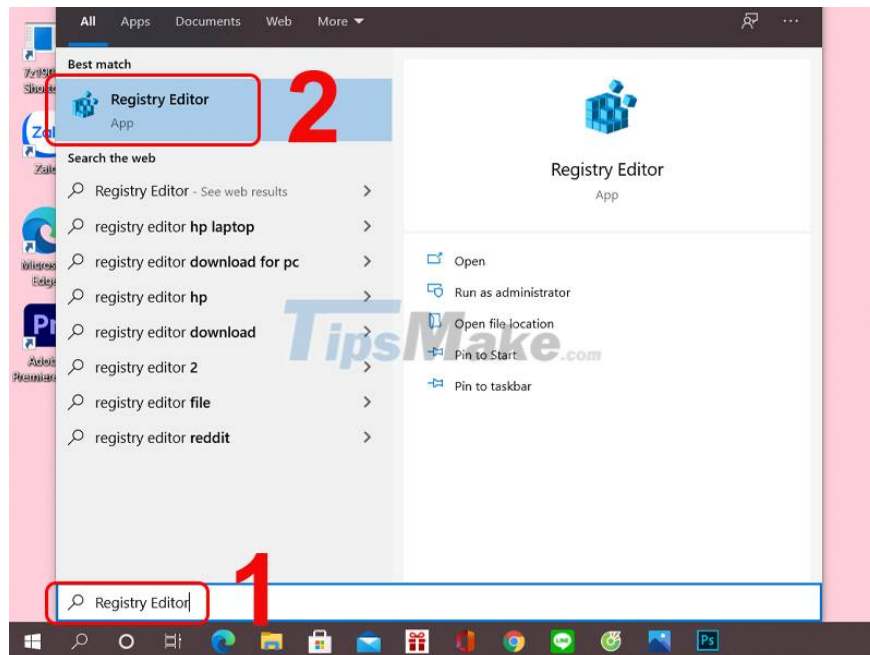 All Apps Documents Web More
Best match
Registry Editor
App
2
Search the web
Registry Editor - See web results
registry editor hp laptop
registry editor download for pc
registry editor hp
registry editor download
registry editor 2
registry editor file
registry editor reddit
Registry Editor
App
Open
Run as administrator
Open file location
Pin to Start
Pin to taskbar
TipsMake.com
1
Registry Editor
Zalo
Edge
Pr
LINE
Ps